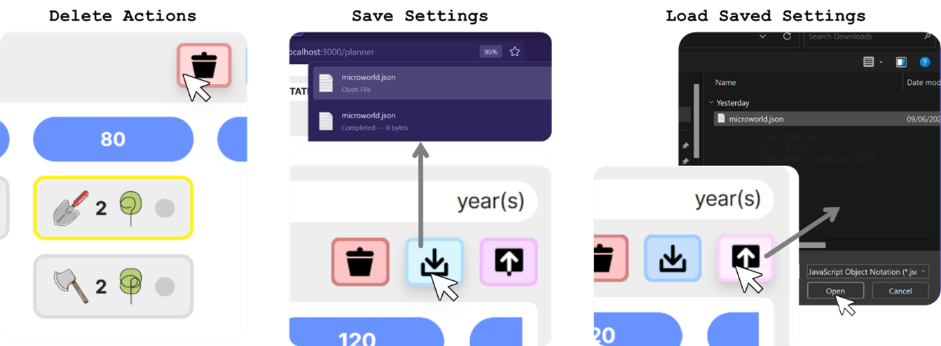 Delete Actions
Save Settings
Load Saved Settings
80
2
2
ocalhost:3000/planner
90%
TAT
microworld.json
Open File
microworld.json
Completed — 0 bytes
year(s)
120
Search Downloads
Name
Date mod
Yesterday
microworld.json
09/06/202
year(s)
20
JavaScript Object Notation (*.jsc
Open
Cancel